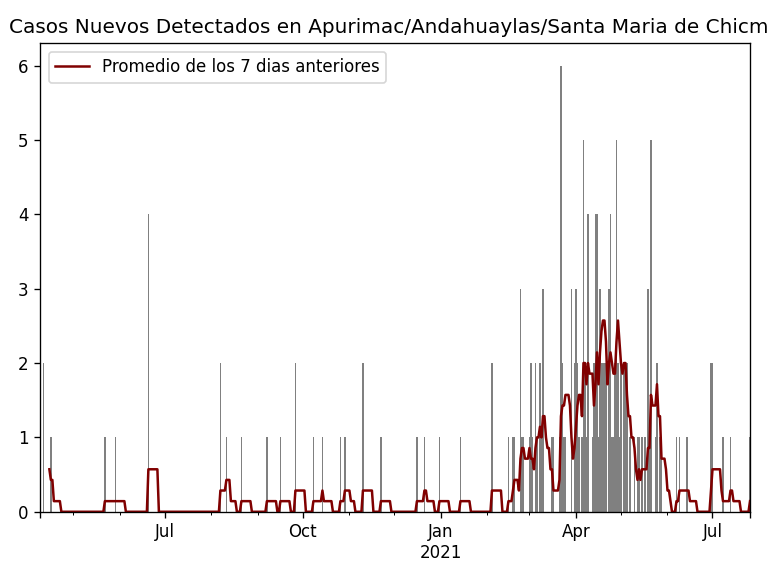 Casos Nuevos Detectados en Apurimac/Andahuaylas/Santa Maria de Chicm
Promedio de los 7 dias anteriores
6
5
4
3
2
1
0
Jul Oct Jan Apr Jul
2021